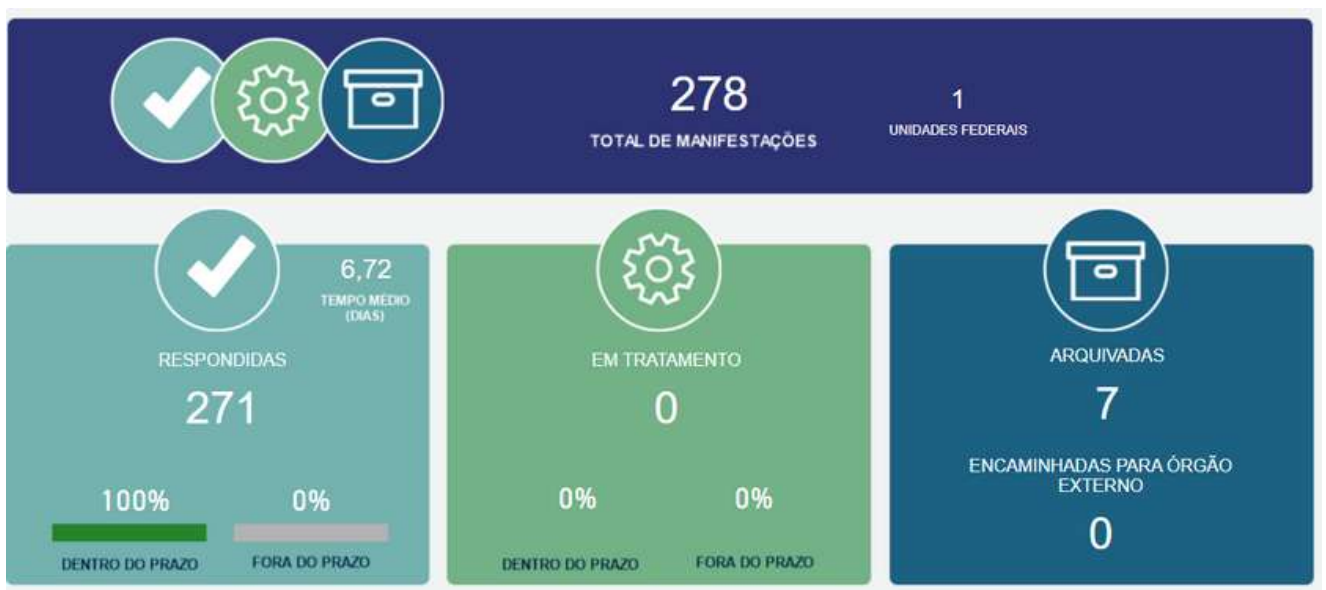 278
TOTAL DE MANIFESTAÇÕES
1
UNIDADES FEDERAIS
6,72
TEMPO MÉDIO
(DIAS)
RESPONDIDAS
271
100%
0%
DENTRO DO PRAZO
FORA DO PRAZO
EM TRATAMENTO
0
0%
0%
DENTRO DO PRAZO
FORA DO PRAZO
ARQUIVADAS
7
ENCAMINHADAS PARA ÓRGÃO
EXTERNO
0